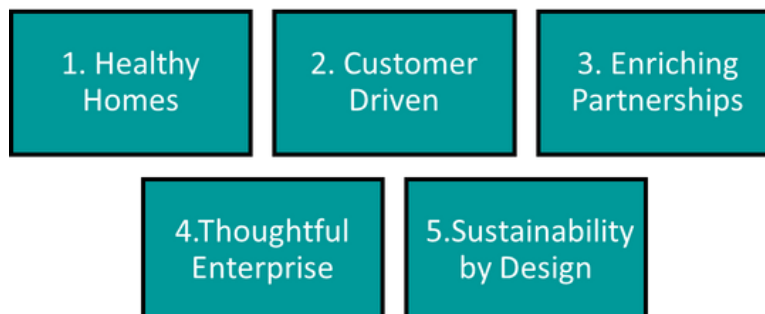 1. Healthy
Homes
2. Customer
Driven
3. Enriching
Partnerships
4.Thoughtful
Enterprise
5.Sustainability
by Design